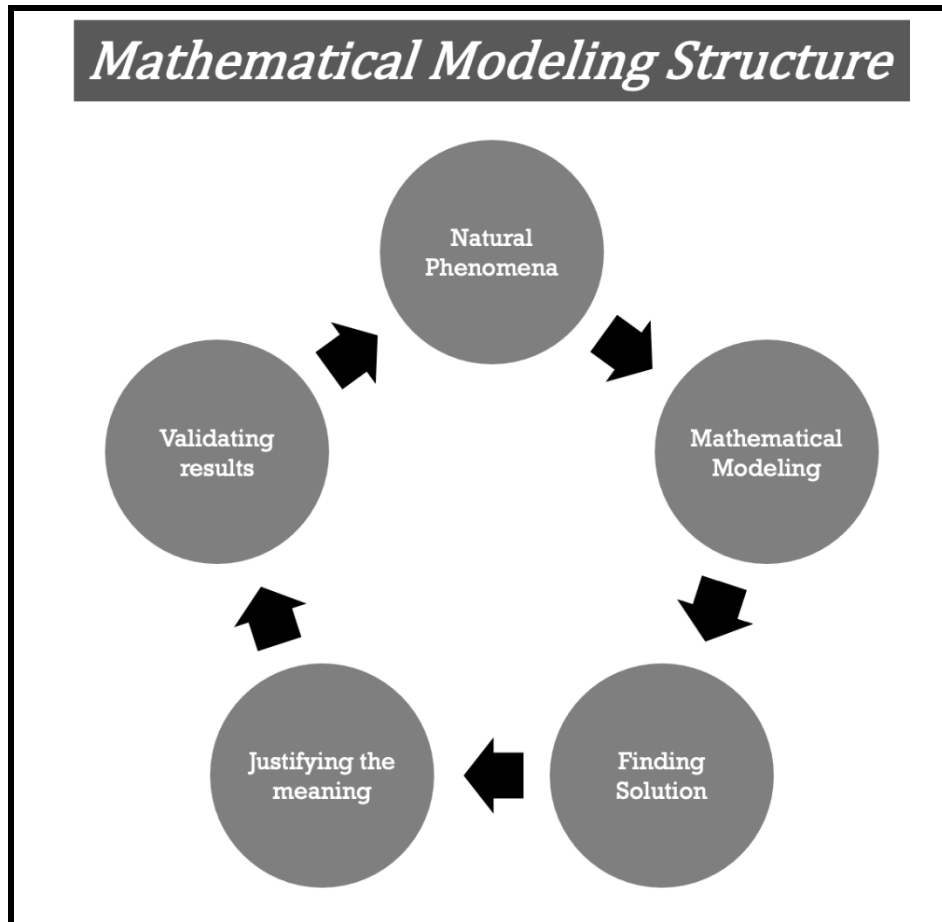 Mathematical Modeling Structure
Natural
Phenomena
Mathematical
Modeling
Finding
Solution
Justifying the
meaning
Validating
results